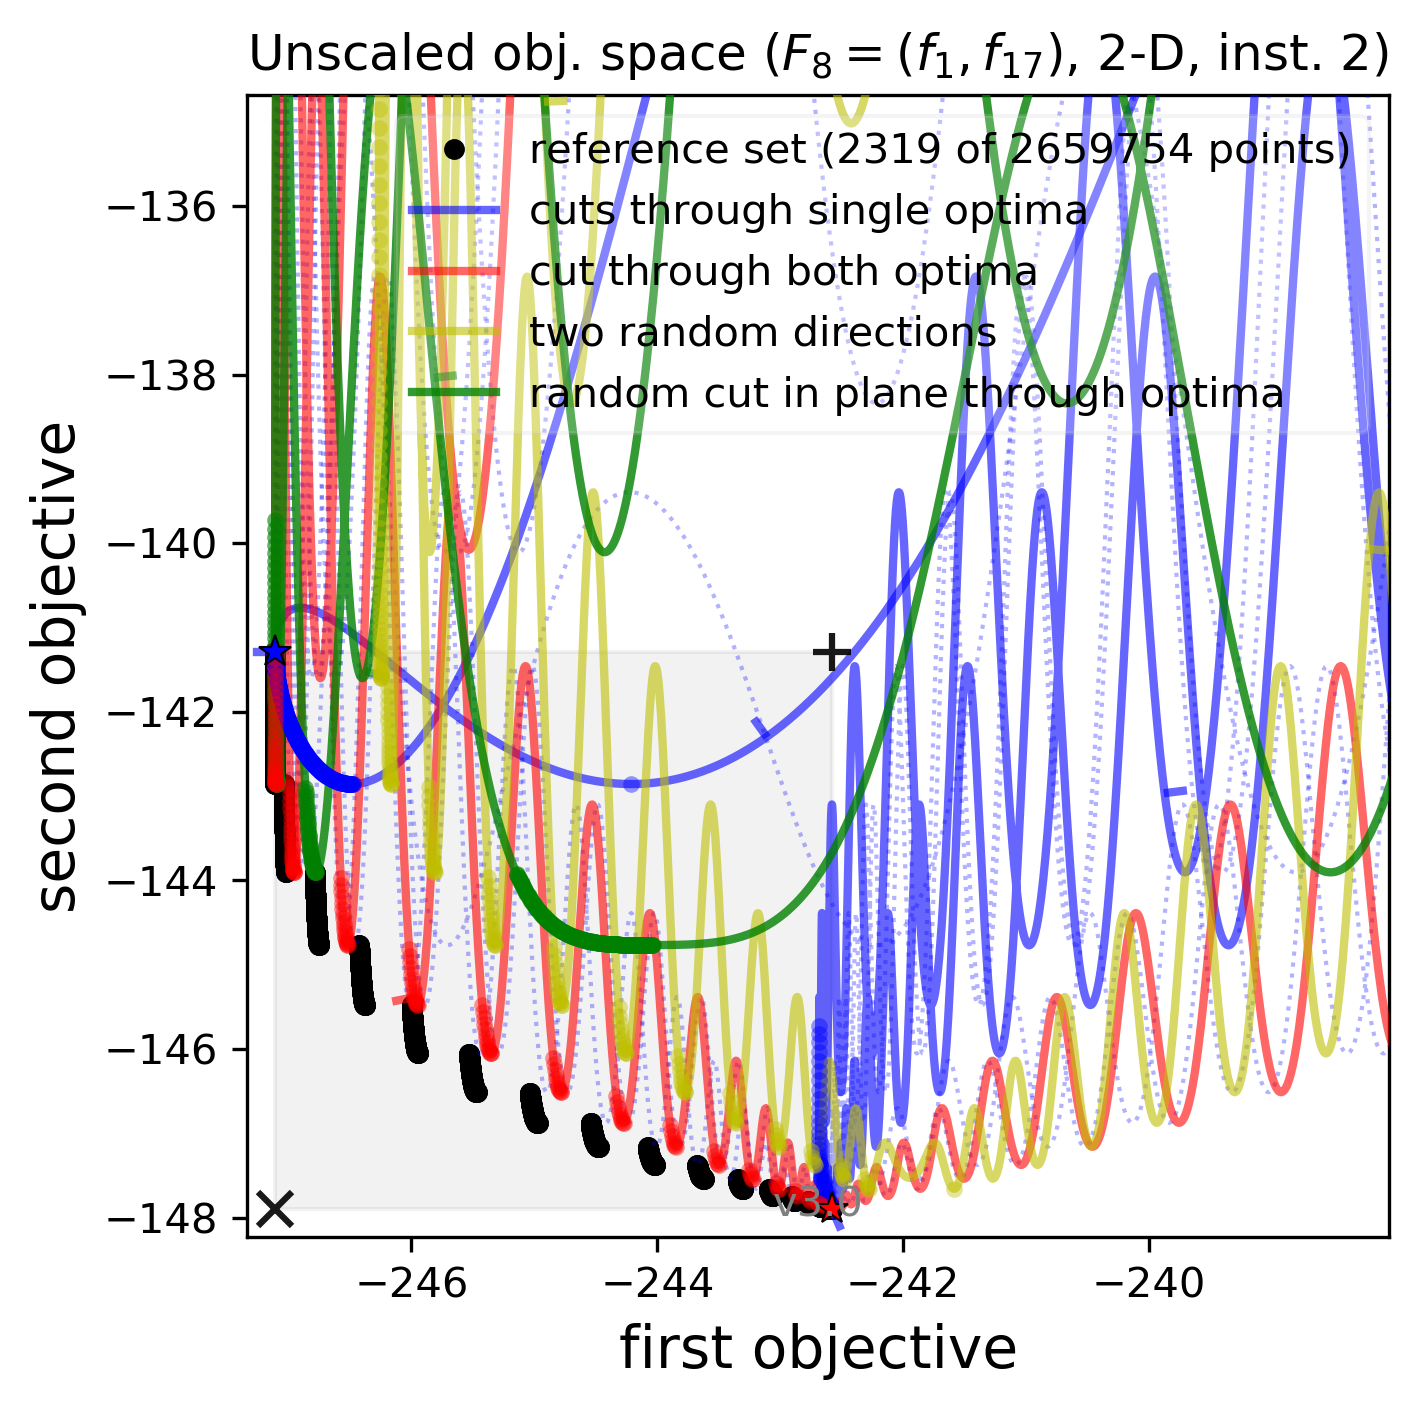 Unscaled obj. space (F₈ = (f₁, f₁₇), 2-D, inst. 2)
reference set (2319 of 2659754 points)
cuts through single optima
cut through both optima
two random directions
random cut in plane through optima
second objective
−136
−138
−140
−142
−144
−146
−148
v3.0
−246
−244
−242
−240
first objective